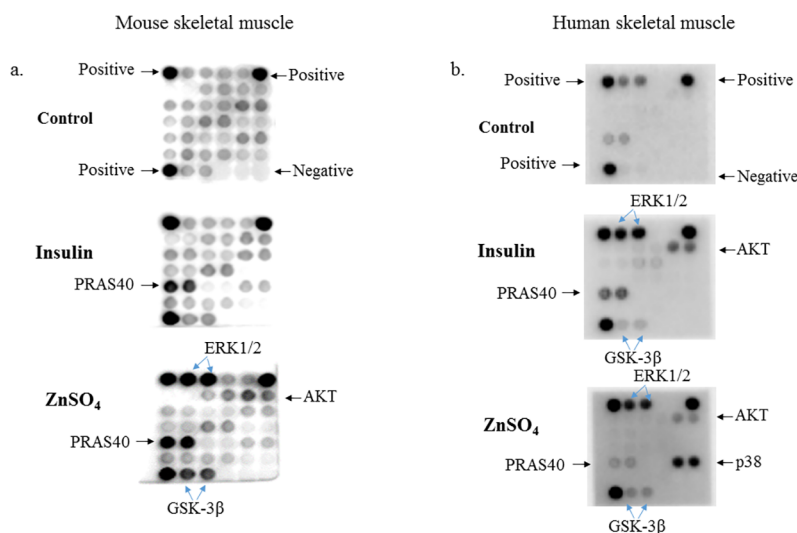 Mouse skeletal muscle
a.
Positive
Positive
Control
Positive
Negative
Insulin
PRAS40
ERK1/2
ZnSO₄
AKT
PRAS40
GSK-3β
Human skeletal muscle
b.
Positive
Positive
Control
Positive
Negative
ERK1/2
Insulin
AKT
PRAS40
GSK-3β
ERK1/2
ZnSO₄
AKT
PRAS40
p38
GSK-3β